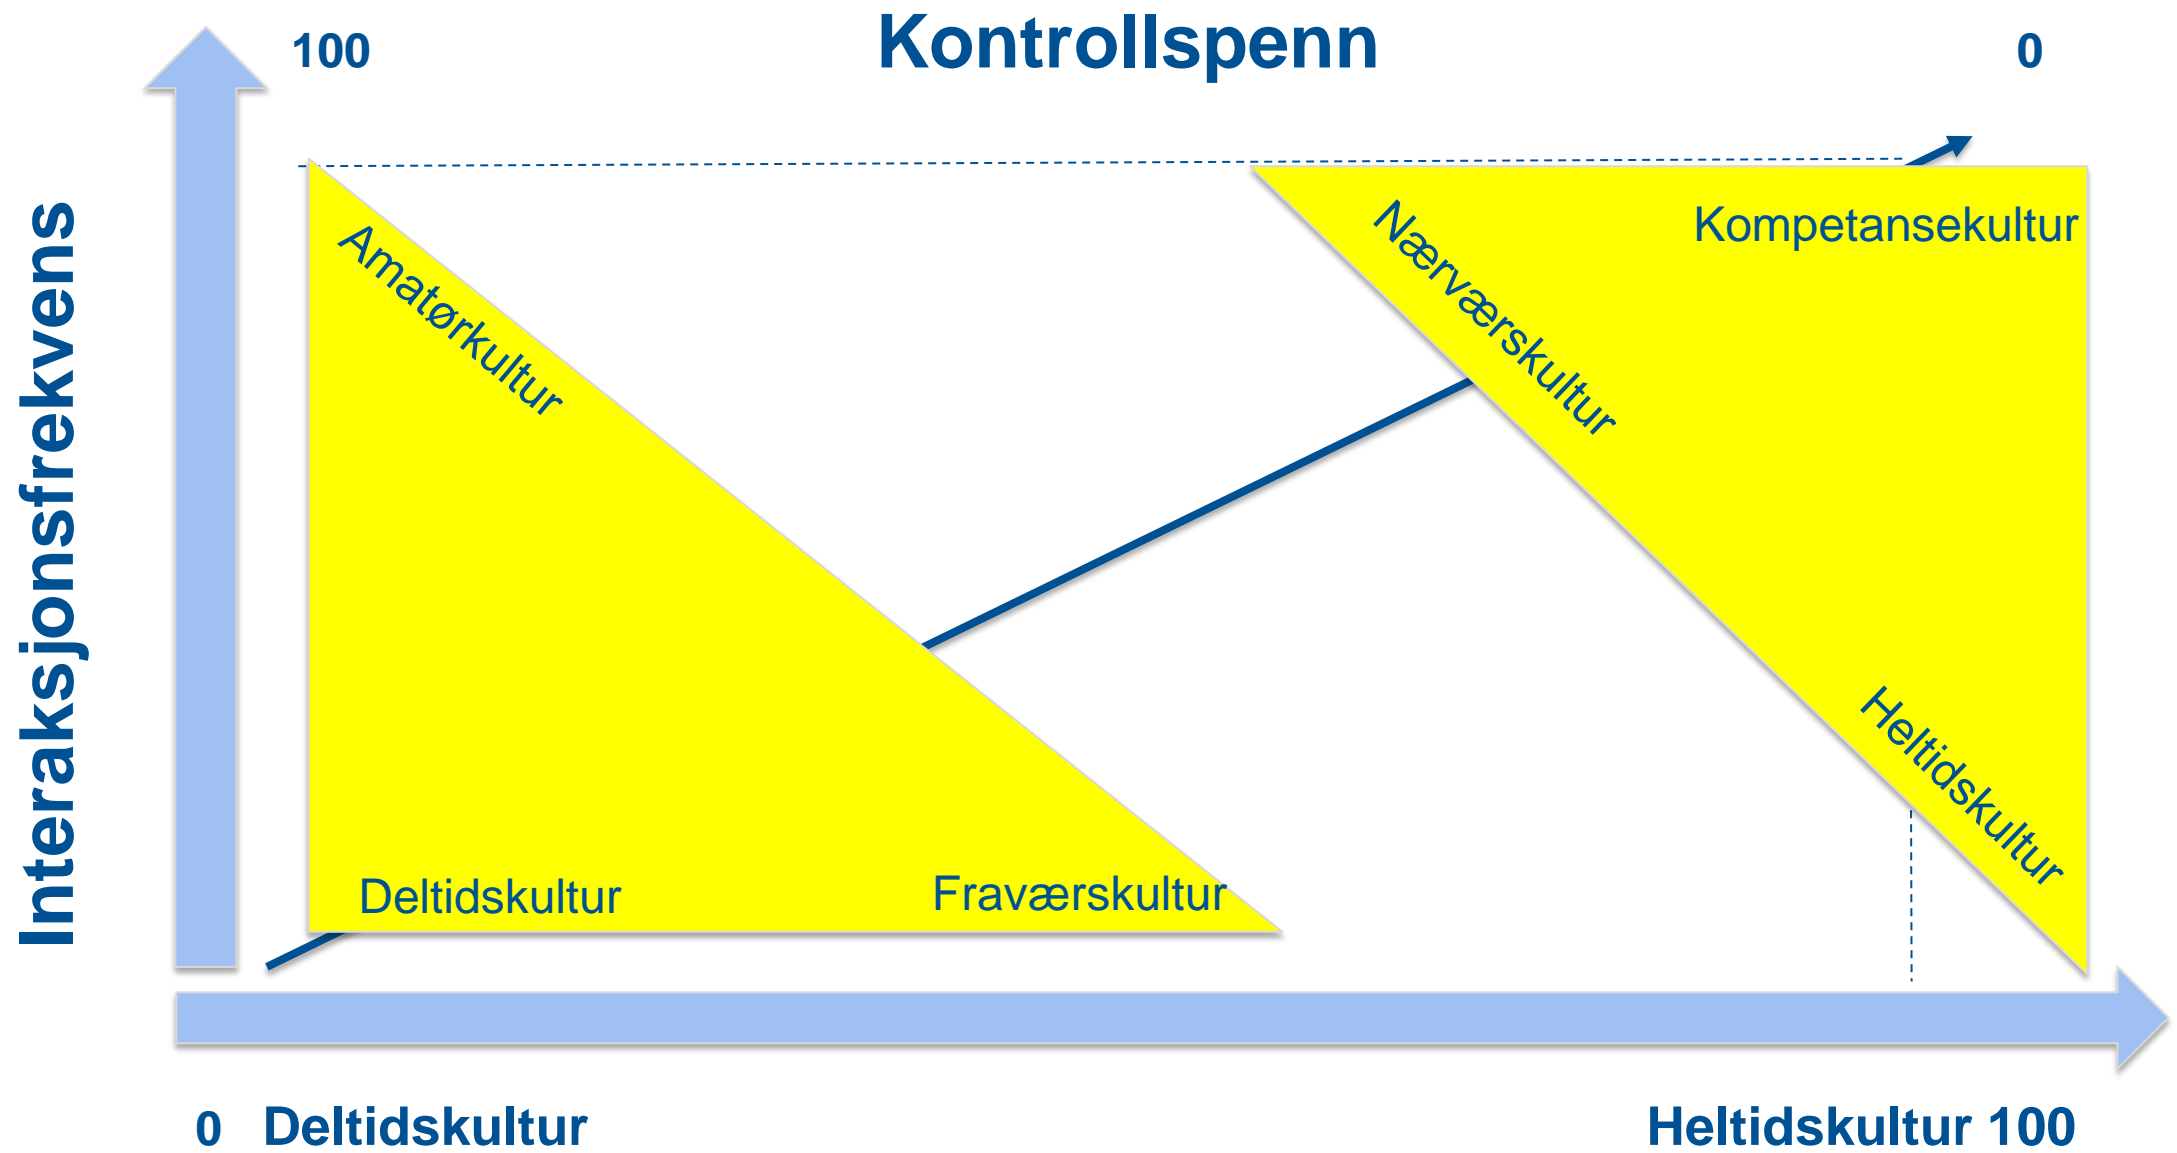 100
Kontrollspenn
0
Interaksjonsfrekvens
Amatørkultur
Nærværskultur
Kompetansekultur
Heltidskultur
Deltidskultur
Fraværskultur
0 Deltidskultur
Heltidskultur 100